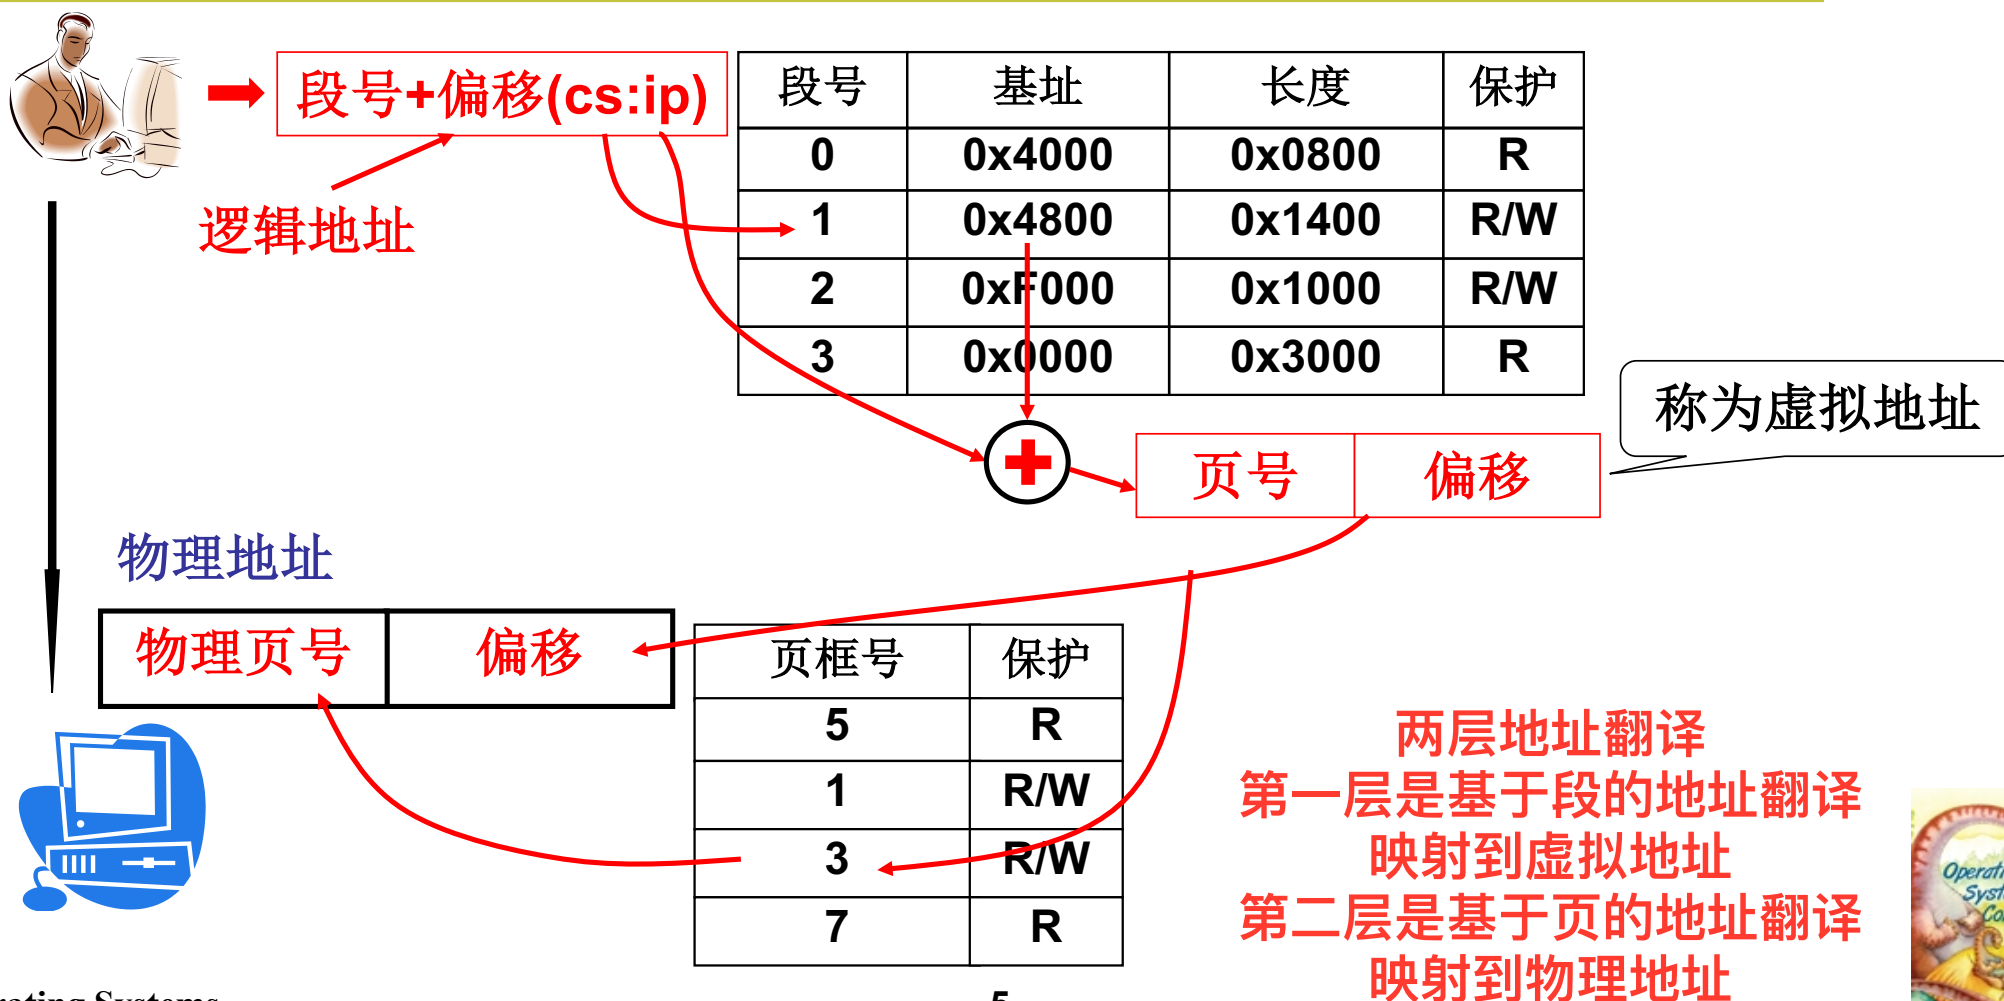 段号+偏移(cs:ip)
逻辑地址
段号 基址 长度 保护
0 0x4000 0x0800 R
1 0x4800 0x1400 R/W
2 0xF000 0x1000 R/W
3 0x0000 0x3000 R
称为虚拟地址
页号 偏移
物理地址
物理页号 偏移
页框号 保护
5 R
1 R/W
3 R/W
7 R
两层地址翻译
第一层是基于段的地址翻译
映射到虚拟地址
第二层是基于页的地址翻译
映射到物理地址
5